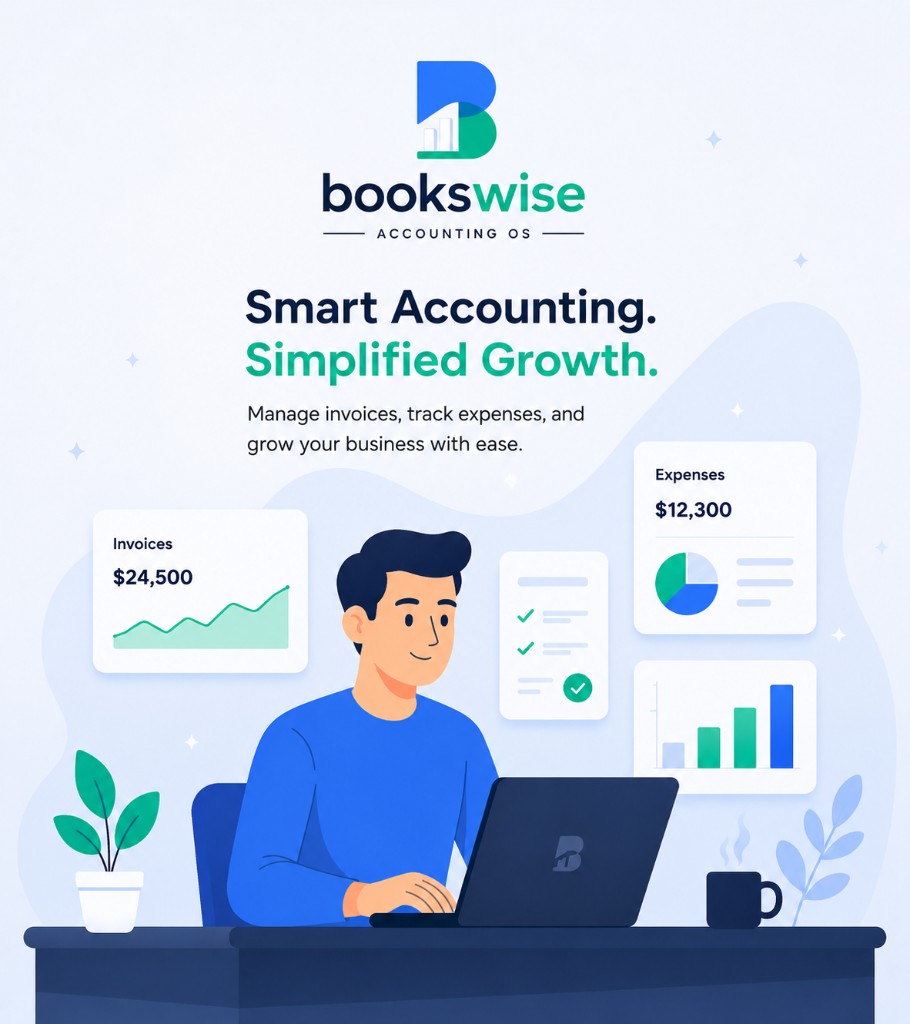 bookswise
ACCOUNTING OS
Smart Accounting.
Simplified Growth.
Manage invoices, track expenses, and
grow your business with ease.
Invoices
$24,500
Expenses
$12,300